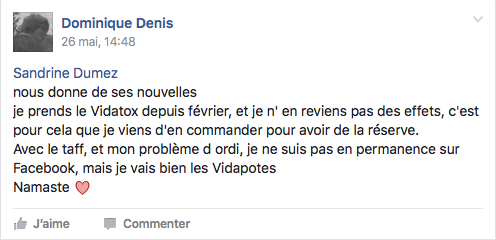 Dominique Denis
26 mai, 14:48
Sandrine Dumez
nous donne de ses nouvelles
je prends le Vidatox depuis février, et je n' en reviens pas des effets, c'est
pour cela que je viens d'en commander pour avoir de la réserve.
Avec le taff, et mon problème d ordi, je ne suis pas en permanence sur
Facebook, mais je vais bien les Vidapotes
Namaste ❤️
J'aime Commenter